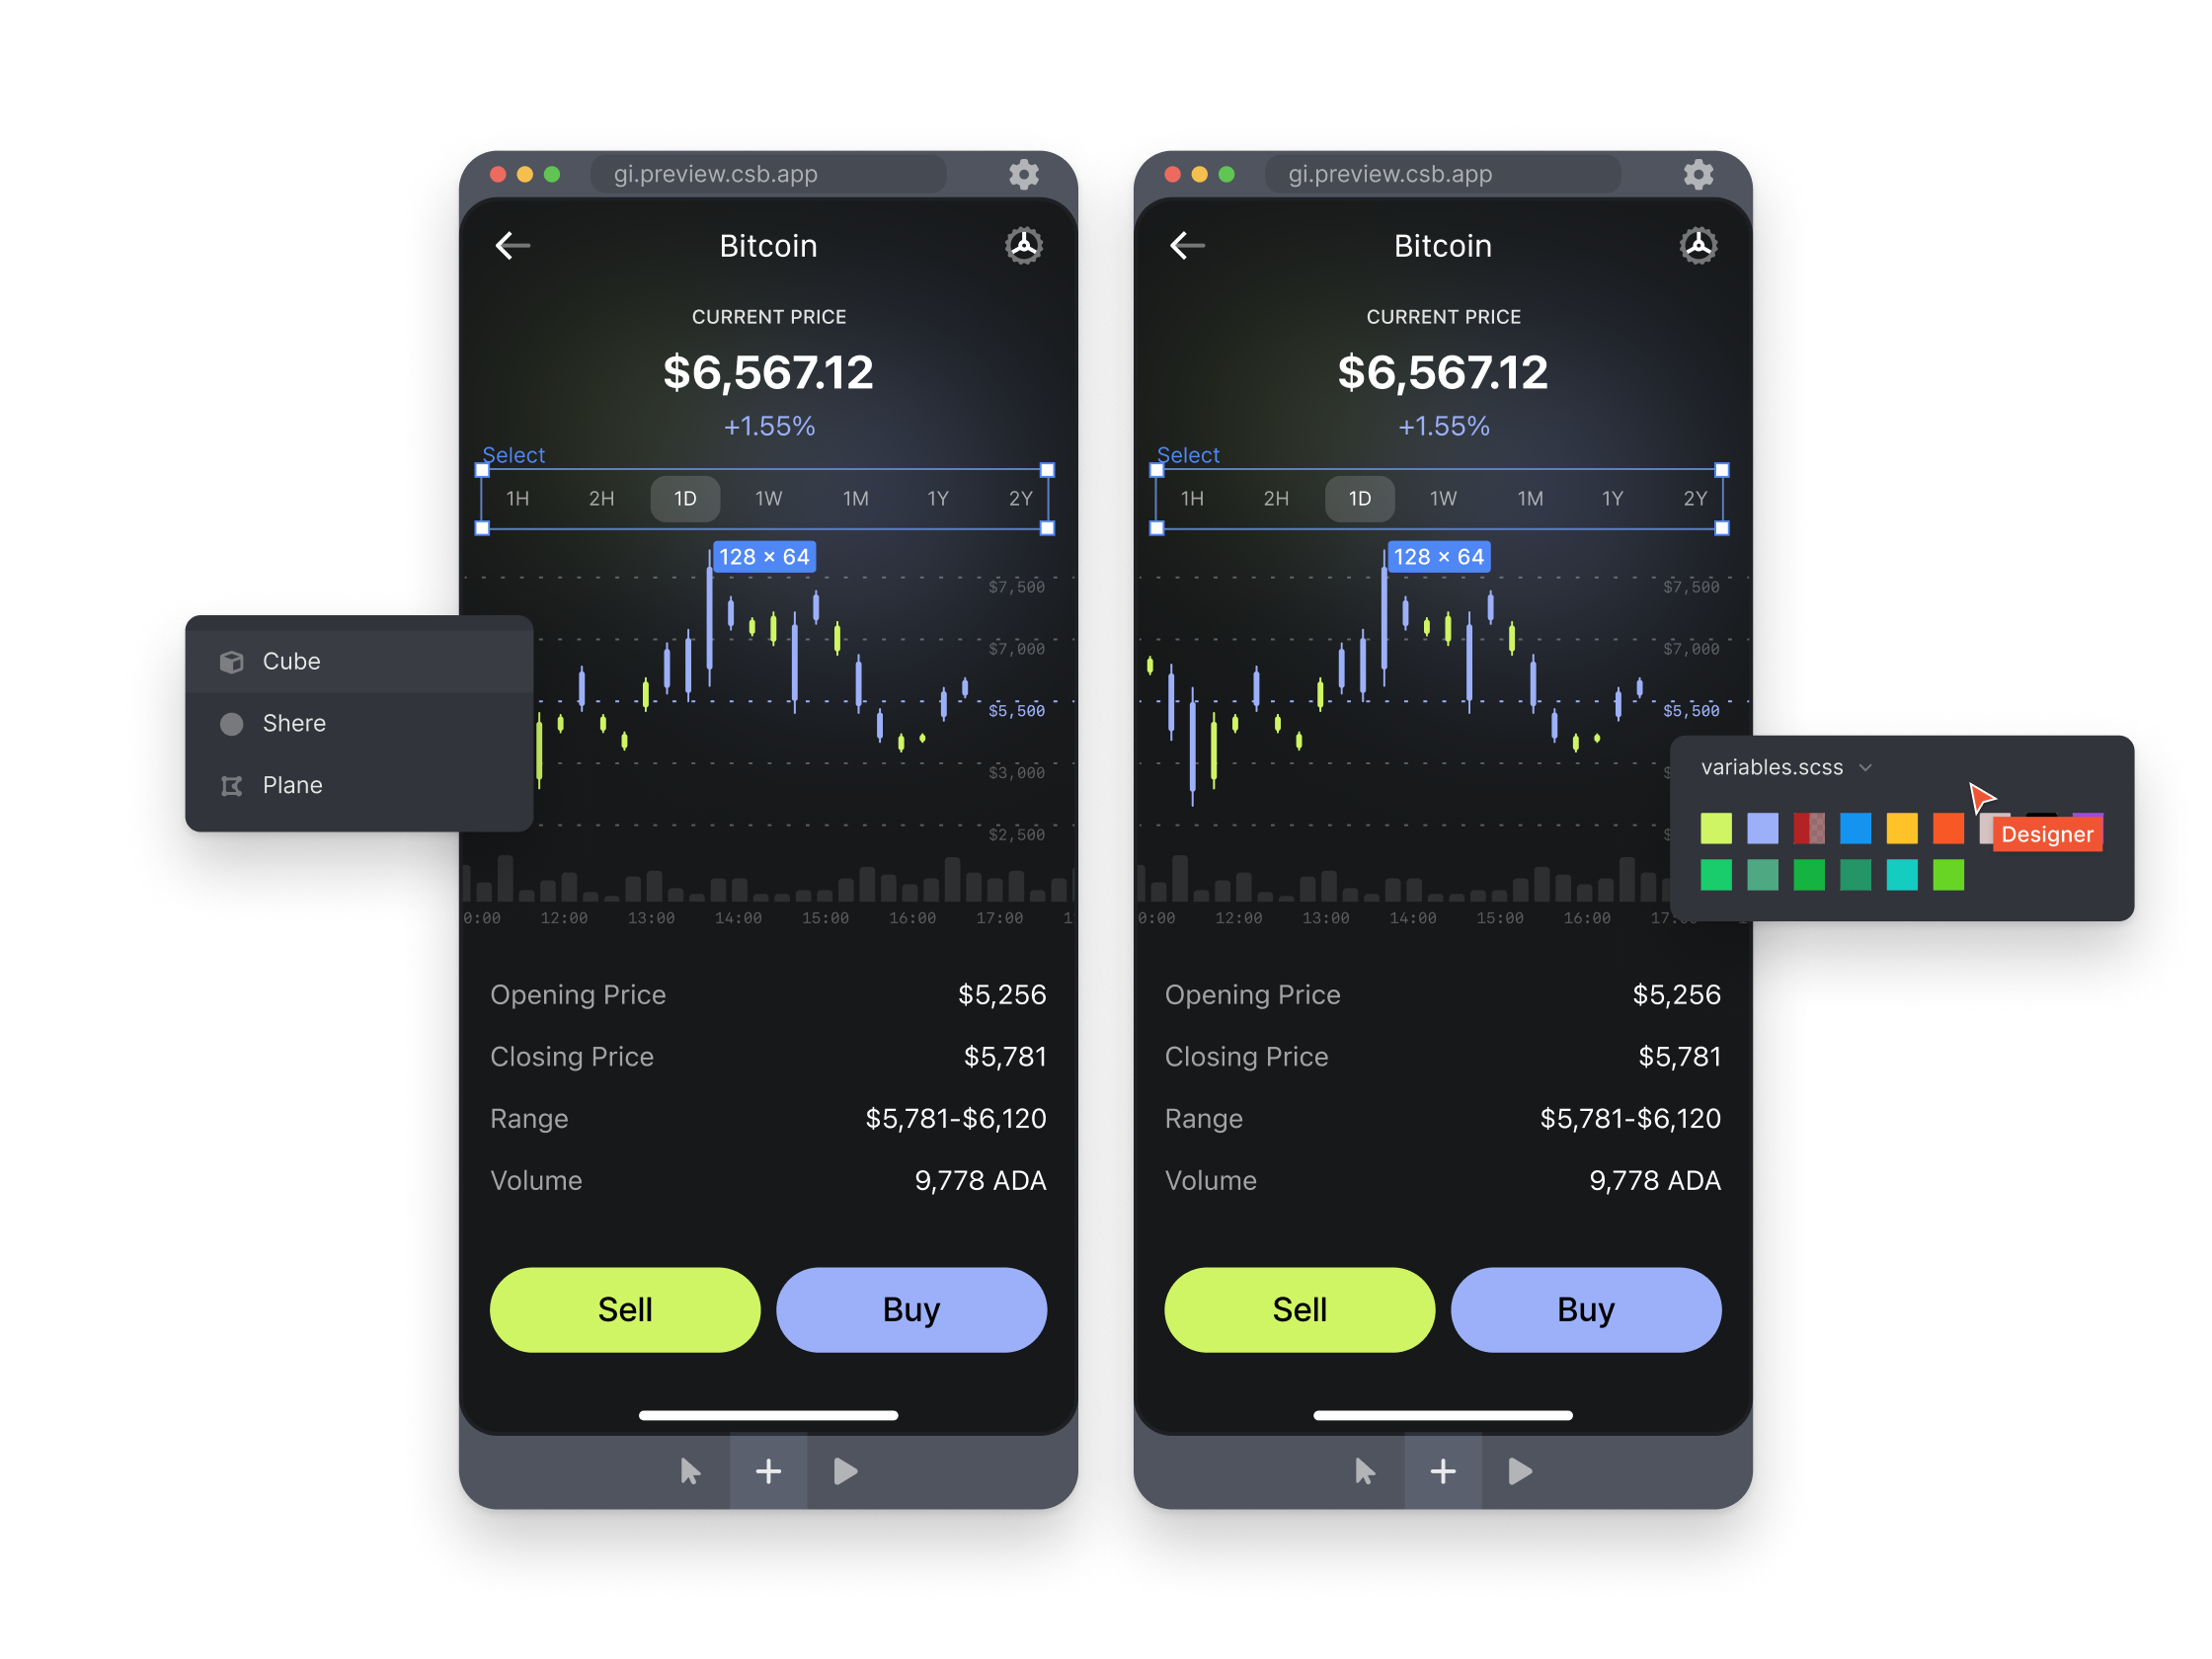 gi.preview.csb.app
Bitcoin
CURRENT PRICE
$6,567.12
+1.55%
Select
1H 2H 1D 1W 1M 1Y 2Y
128 × 64
$7,500
$7,000
$5,500
$3,000
$2,500
0:00 12:00 13:00 14:00 15:00 16:00 17:00
Opening Price $5,256
Closing Price $5,781
Range $5,781-$6,120
Volume 9,778 ADA
Sell Buy
Cube
Shere
Plane
gi.preview.csb.app
Bitcoin
CURRENT PRICE
$6,567.12
+1.55%
Select
1H 2H 1D 1W 1M 1Y 2Y
128 × 64
$7,500
$7,000
$5,500
0:00 12:00 13:00 14:00 15:00 16:00
Opening Price $5,256
Closing Price $5,781
Range $5,781-$6,120
Volume 9,778 ADA
Sell Buy
variables.scss
Designer